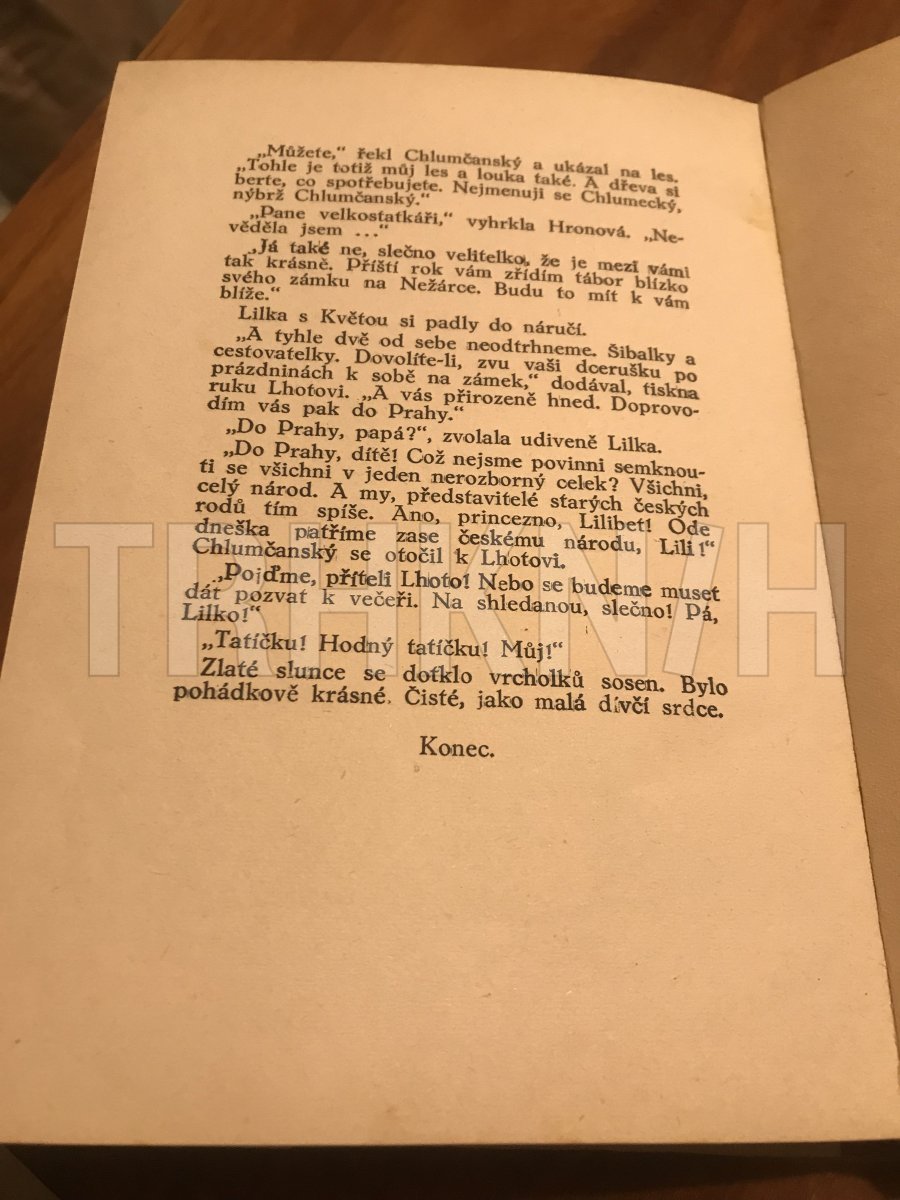 „Můžete,“ řekl Chlumčanský a ukázal na les.
„Tohle je totiž můj les a louka také. A dřeva si
berte, co spotřebujete. Nejmenuji se Chlumecký,
nýbrž Chlumčanský.“
„Pane velkostatkáři,“ vyhrkla Hronová. „Ne-
věděla jsem ...“
„Já také ne, slečno velitelko, že je mezi vámi
tak krásně. Příští rok vám zřídím tábor blízko
svého zámku na Nežárce. Budu to mít k vám
blíže.“
Lilka s Květou si padly do náručí.
„A tyhle dvě od sebe neodtrhneme. Šibalky a
cestovatelky. Dovolíte-li, zvu vaši dcerušku po
prázdninách k sobě na zámek,“ dodával, tiskna
ruku Lhotovi. „A vás přirozeně hned. Doprovo-
dím vás pak do Prahy.“
„Do Prahy, papá?“, zvolala udiveně Lilka.
„Do Prahy, dítě! Což nejsme povinni semknou-
ti se všichni v jeden nerozborný celek? Všichni,
celý národ. A my, představitelé starých českých
rodů tím spíše. Ano, princezno, Lilibet! Ode
dneška patříme zase českému národu, Lili!“
Chlumčanský se otočil k Lhotovi.
„Pojďme, příteli Lhoto! Nebo se budeme muset
dát pozvat k večeři. Na shledanou, slečno! Pá,
Lilko!“
„Tatíčku! Hodný tatíčku! Můj!“
Zlaté slunce se dotklo vrcholků sosen. Bylo
pohádkově krásné. Čisté, jako malá dívčí srdce.
Konec.
TRHKNIH